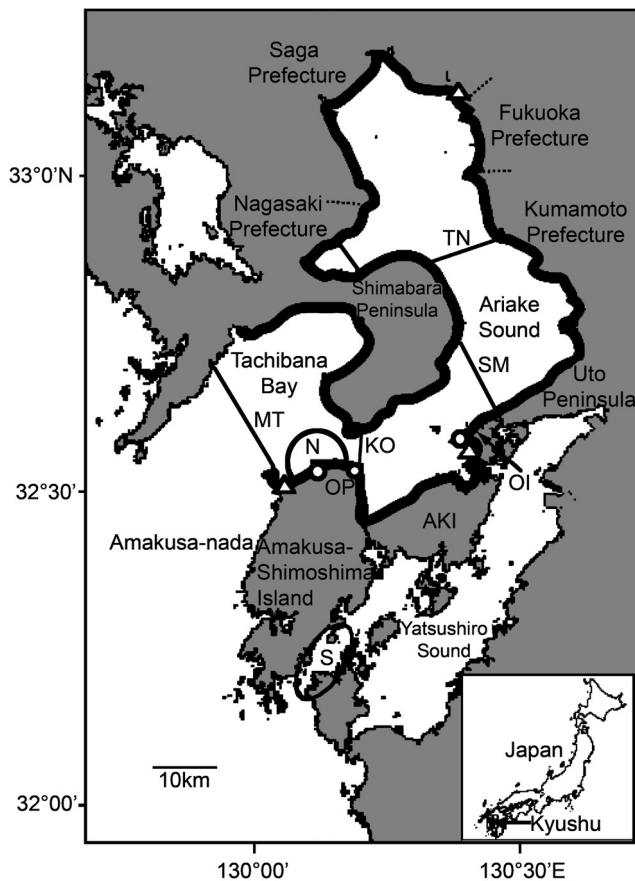 Saga
Prefecture
Fukuoka
Prefecture
33°0’N
Nagasaki
Prefecture
TN
Kumamoto
Prefecture
Shimabara
Peninsula
Ariake
Sound
Tachibana
Bay
SM
Uto
Peninsula
MT
N
KO
OP
OI
32°30’
AKI
Amakusa-nada
Amakusa-
Shimoshima
Island
Yatsushiro
Sound
S
10km
Japan
Kyushu
32°00’
130°00’
130°30’E